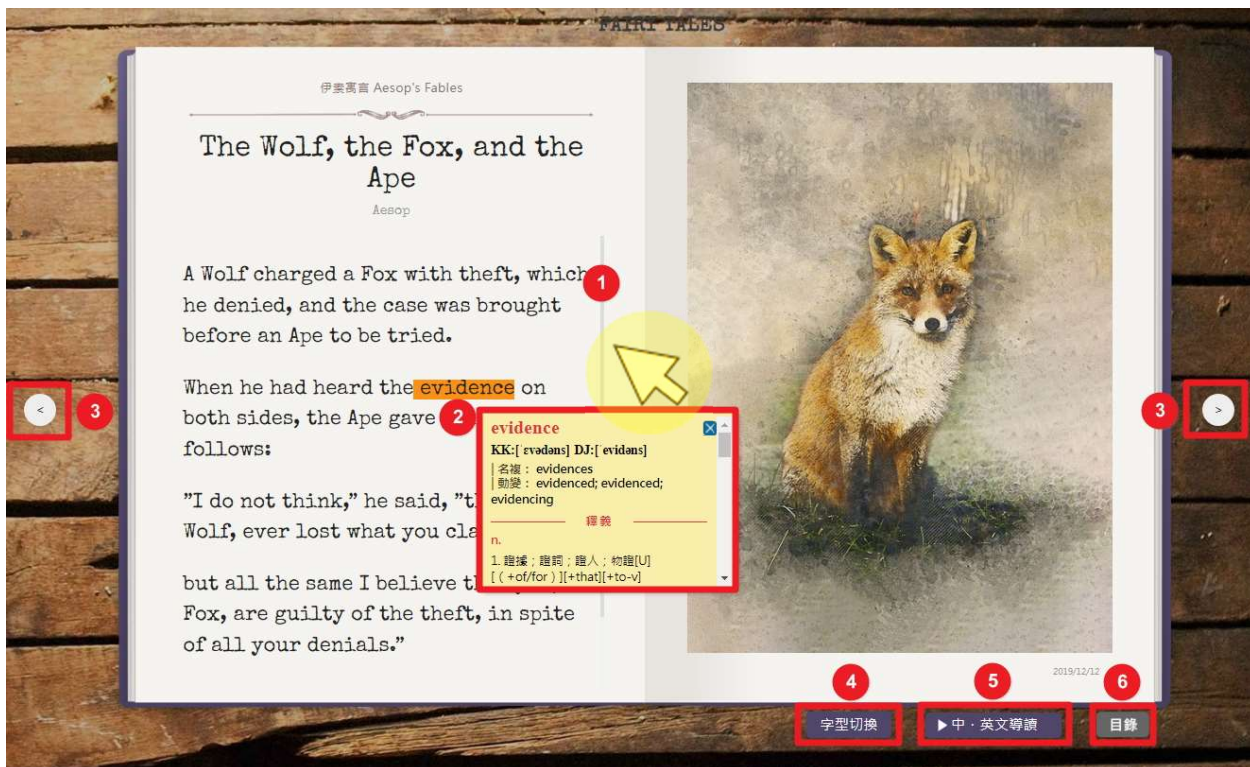 FAIRY TALES
伊索寓言 Aesop's Fables
The Wolf, the Fox, and the
Ape
Aesop
A Wolf charged a Fox with theft, which
he denied, and the case was brought
before an Ape to be tried.
When he had heard the evidence on
both sides, the Ape gave
follows:
"I do not think," he said, "t
Wolf, ever lost what you cla
but all the same I believe t
Fox, are guilty of the theft, in spite
of all your denials."
1
2
evidence
KK:[ˋɛvədəns] DJ:[ˋevidəns]
名複：evidences
動變：evidenced; evidenced;
evidencing
釋義
n.
1. 證據；證詞；證人；物證[U]
[（+of/for）][+that][+to-v]
<
3
3
>
2019/12/12
4
5
6
字型切換
▶中．英文導讀
目錄